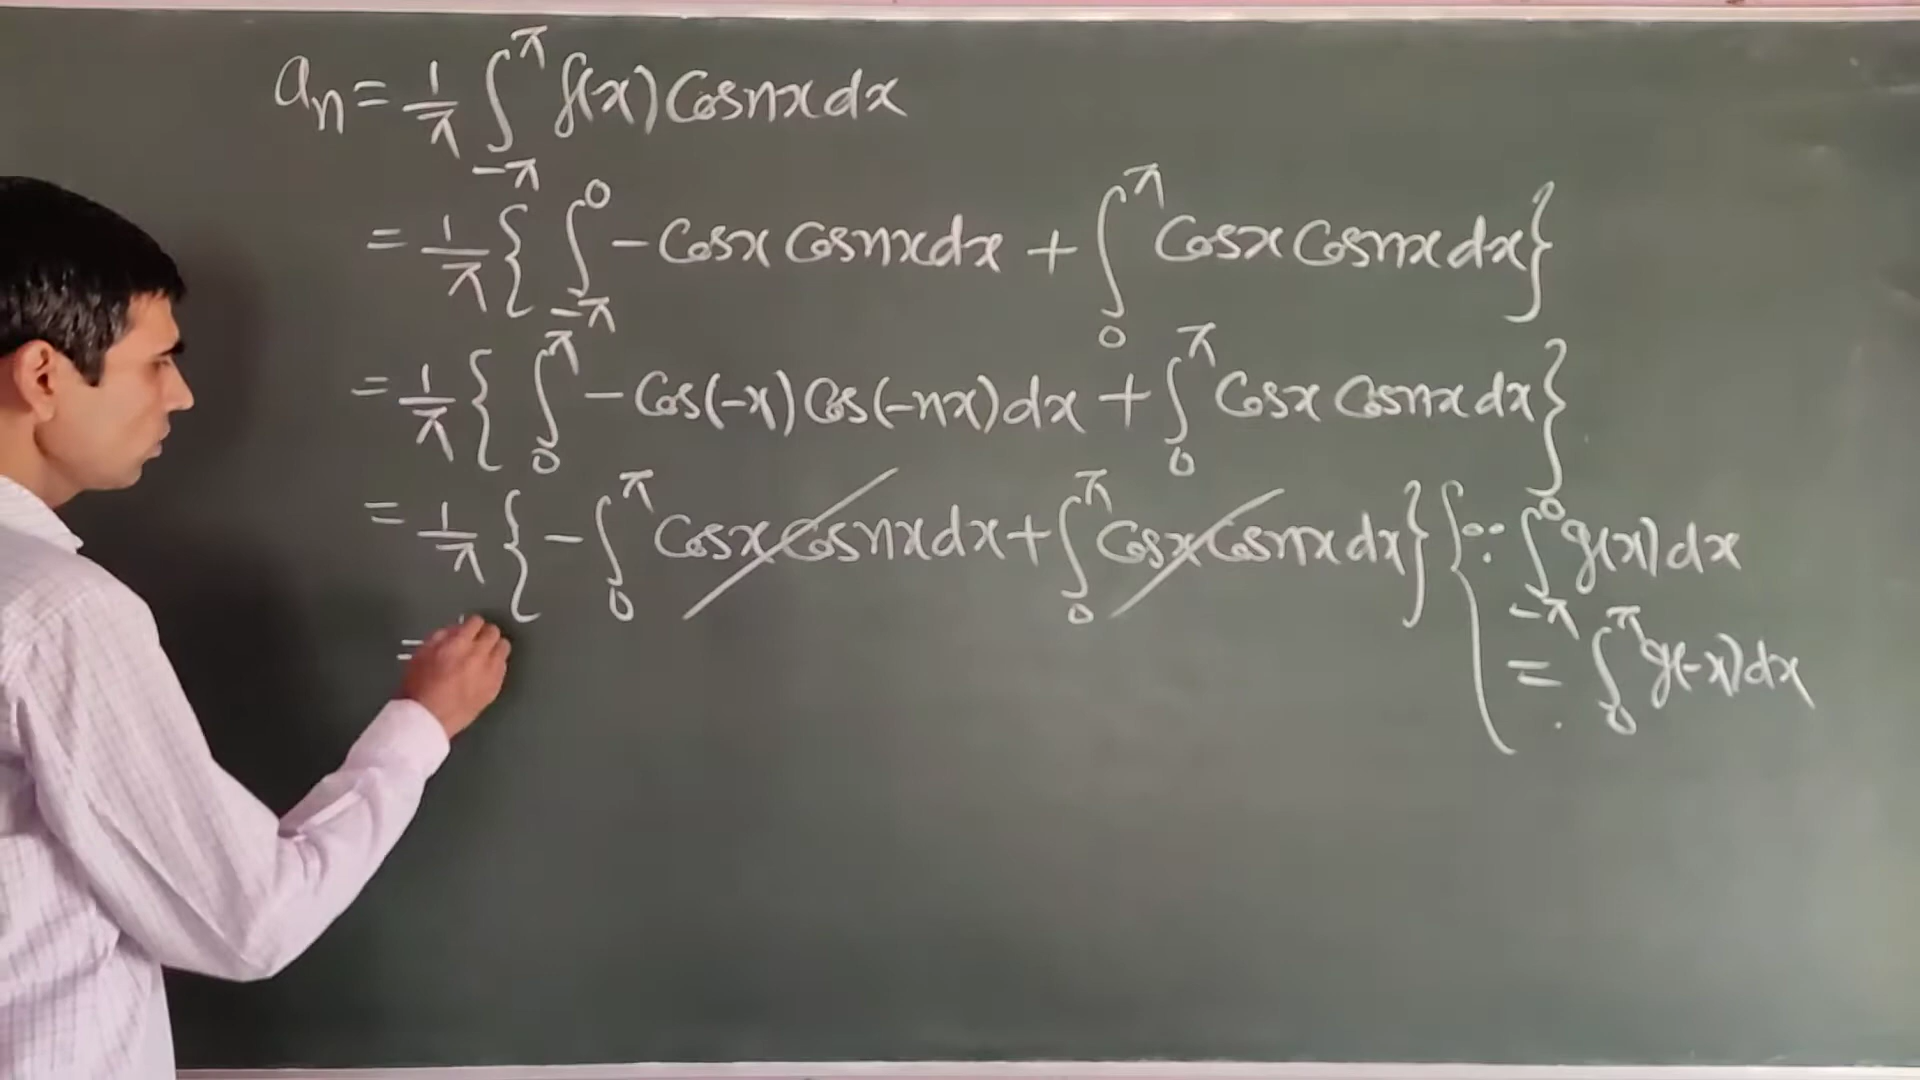 aₙ = 1/π ∫_{-π}^{π} f(x) Cosnx dx
= 1/π { ∫_{-π}^{0} -Cosx Cosnx dx + ∫_{0}^{π} Cosx Cosnx dx }
= 1/π { ∫_{0}^{π} -Cos(-x) Cos(-nx) dx + ∫_{0}^{π} Cosx Cosnx dx }
= 1/π { -∫_{0}^{π} Cosx Cosnx dx + ∫_{0}^{π} Cosx Cosnx dx } { ∵ ∫_{-π}^{0} g(x) dx
= ∫_{0}^{π} g(-x) dx
=